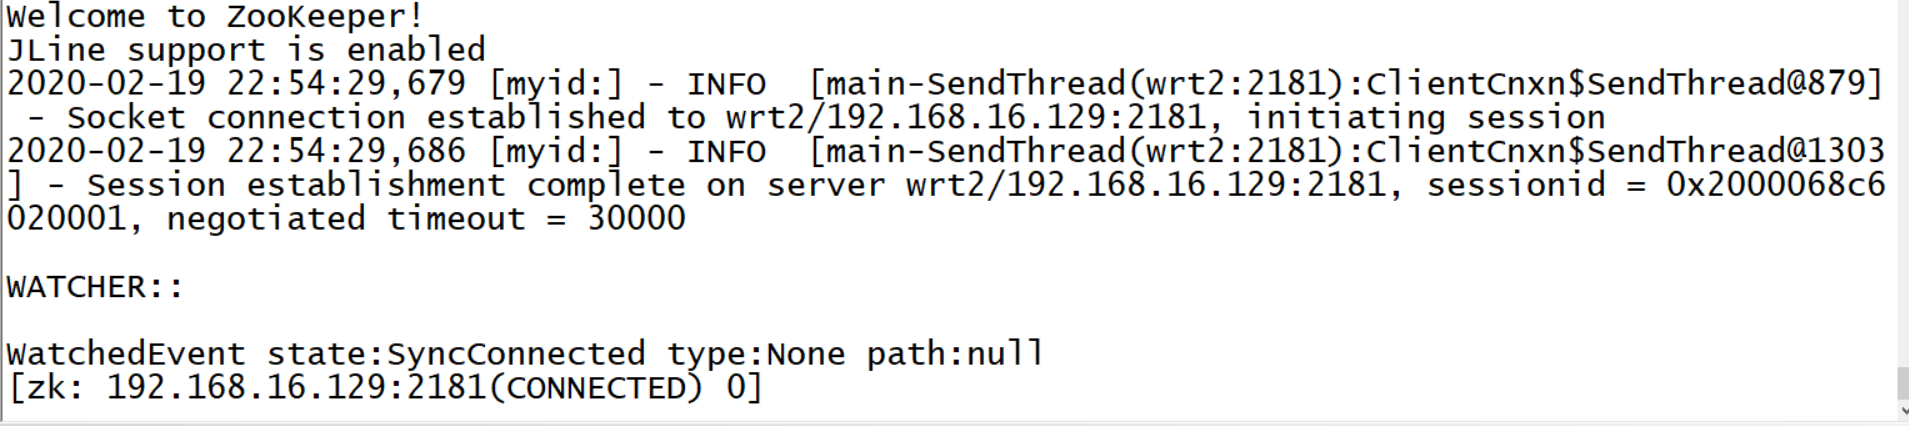 Welcome to ZooKeeper!
JLine support is enabled
2020-02-19 22:54:29,679 [myid:] - INFO  [main-SendThread(wrt2:2181):ClientCnxn$SendThread@879]
 - Socket connection established to wrt2/192.168.16.129:2181, initiating session
2020-02-19 22:54:29,686 [myid:] - INFO  [main-SendThread(wrt2:2181):ClientCnxn$SendThread@1303
] - Session establishment complete on server wrt2/192.168.16.129:2181, sessionid = 0x2000068c6
020001, negotiated timeout = 30000
WATCHER::
WatchedEvent state:SyncConnected type:None path:null
[zk: 192.168.16.129:2181(CONNECTED) 0]